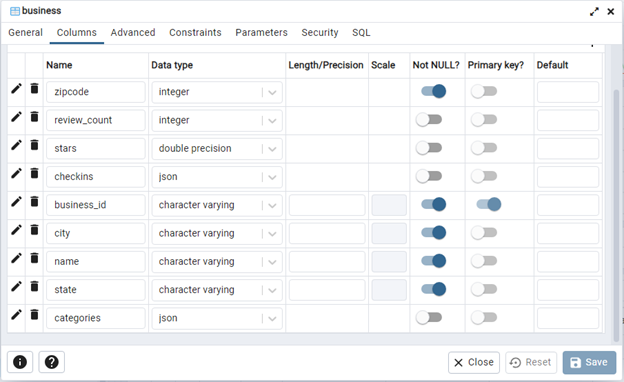 business
General Columns Advanced Constraints Parameters Security SQL
Name Data type Length/Precision Scale Not NULL? Primary key? Default
zipcode integer
review_count integer
stars double precision
checkins json
business_id character varying
city character varying
name character varying
state character varying
categories json
Close Reset Save